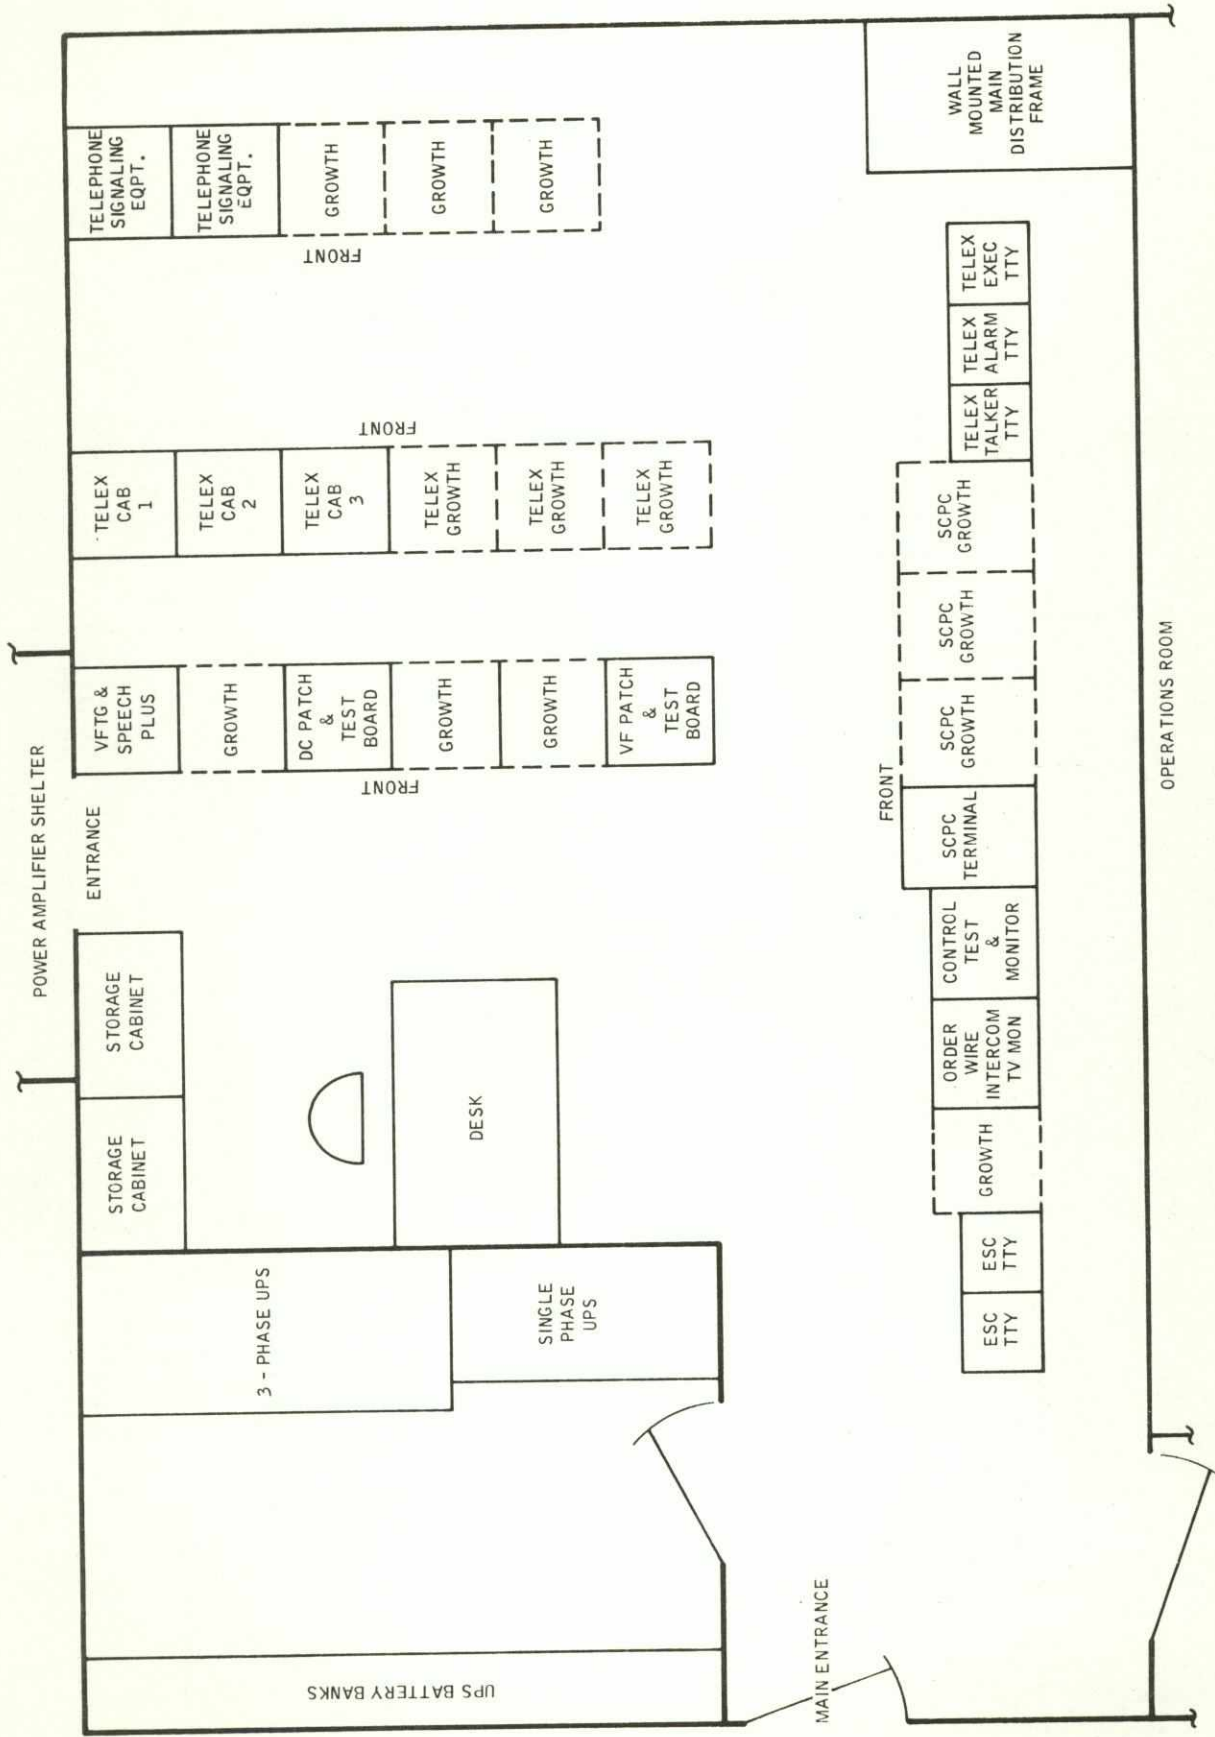 POWER AMPLIFIER SHELTER
ENTRANCE
UPS BATTERY BANKS
3 - PHASE UPS
SINGLE
PHASE
UPS
STORAGE
CABINET
STORAGE
CABINET
DESK
VFTG &
SPEECH
PLUS
GROWTH
DC PATCH
&
TEST
BOARD
GROWTH
GROWTH
VF PATCH
&
TEST
BOARD
FRONT
TELEX
CAB
1
TELEX
CAB
2
TELEX
CAB
3
TELEX
GROWTH
TELEX
GROWTH
TELEX
GROWTH
FRONT
TELEPHONE
SIGNALING
EQPT.
TELEPHONE
SIGNALING
EQPT.
GROWTH
GROWTH
GROWTH
FRONT
MAIN ENTRANCE
ESC
TTY
ESC
TTY
GROWTH
ORDER
WIRE
INTERCOM
TV MON
CONTROL
TEST
&
MONITOR
FRONT
SCPC
TERMINAL
SCPC
GROWTH
SCPC
GROWTH
SCPC
GROWTH
TELEX
TALKER
TTY
TELEX
ALARM
TTY
TELEX
EXEC
TTY
WALL
MOUNTED
MAIN
DISTRIBUTION
FRAME
OPERATIONS ROOM